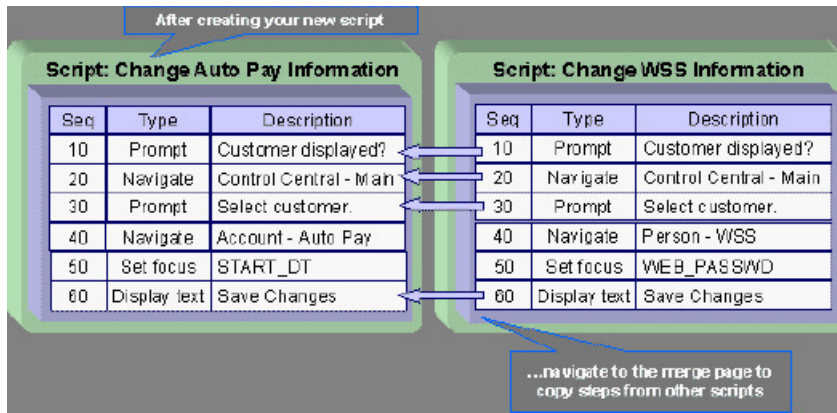 After creating your new script
Script: Change Auto Pay Information
Seq Type Description
10 Prompt Customer displayed?
20 Navigate Control Central - Main
30 Prompt Select customer.
40 Navigate Account - Auto Pay
50 Set focus START_DT
60 Display text Save Changes
Script: Change WSS Information
Seq Type Description
10 Prompt Customer displayed?
20 Navigate Control Central - Main
30 Prompt Select customer.
40 Navigate Person - WSS
50 Set focus WEB_PASSWD
60 Display text Save Changes
...navigate to the merge page to
copy steps from other scripts